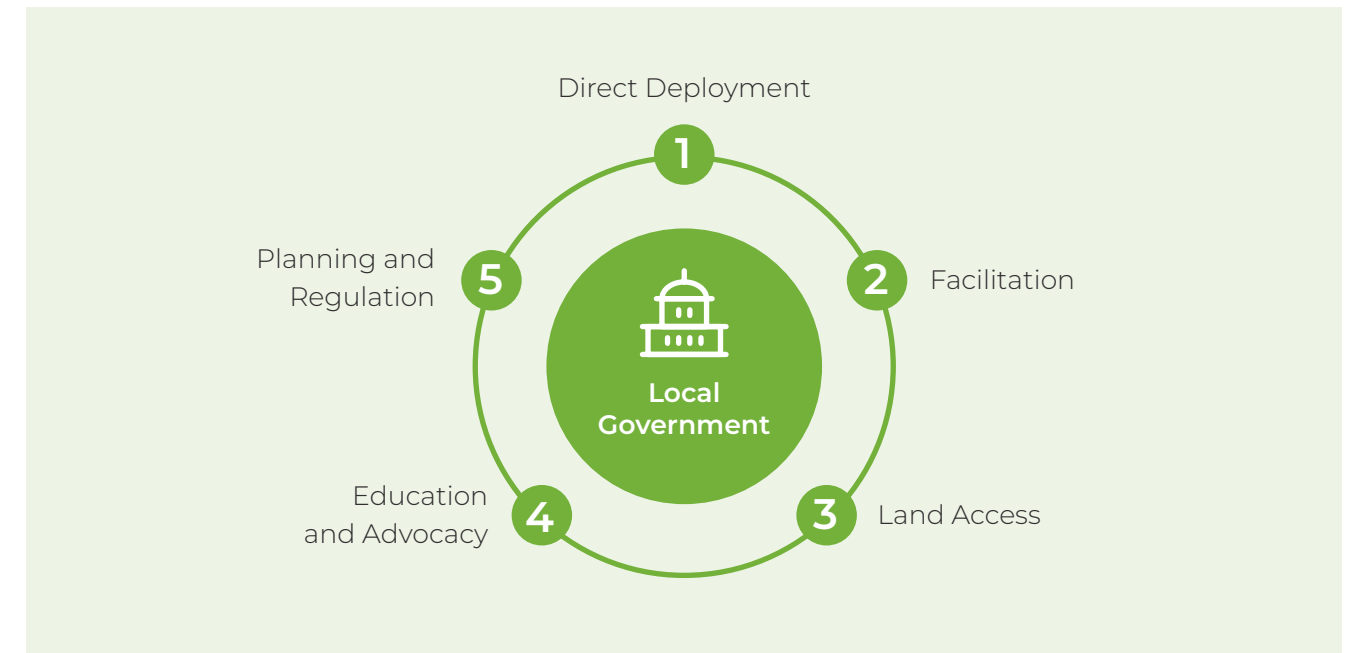 Direct Deployment
1
2
Facilitation
3
Land Access
4
Education
and Advocacy
5
Planning and
Regulation
Local
Government